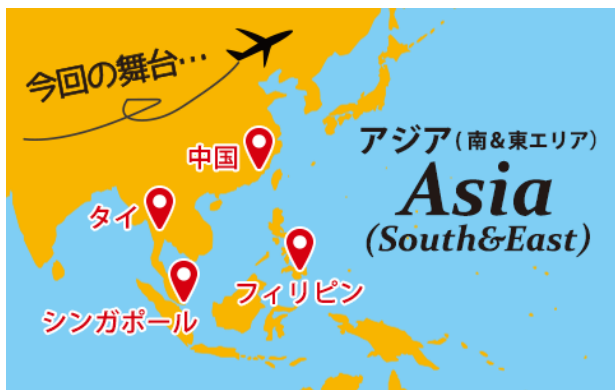 今回の舞台…
アジア(南&東エリア)
Asia
(South&East)
中国
タイ
フィリピン
シンガポール